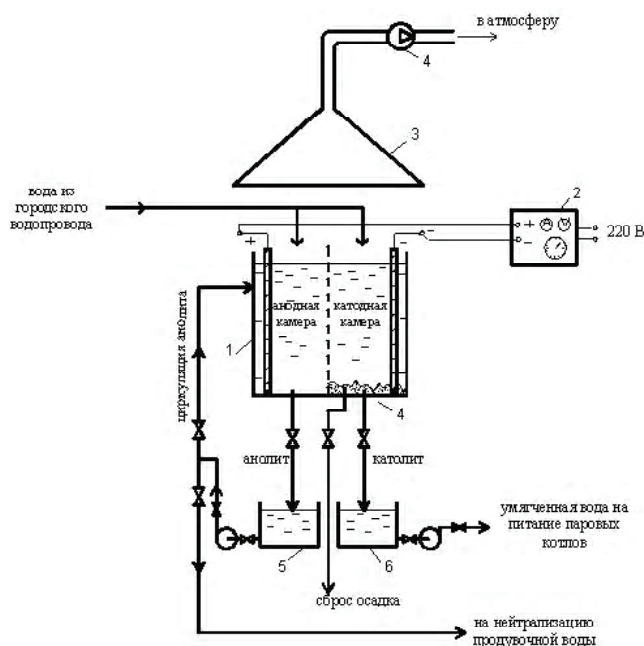 в атмосферу
4
3
вода из
городского
водопровода
2
+
−
220 В
+
−
−
анодная
камера
катодная
камера
1
циркуляция анолита
4
анолит
католит
5
6
умягченная вода на
питание паровых
котлов
сброс осадка
на нейтрализацию
продувочной воды